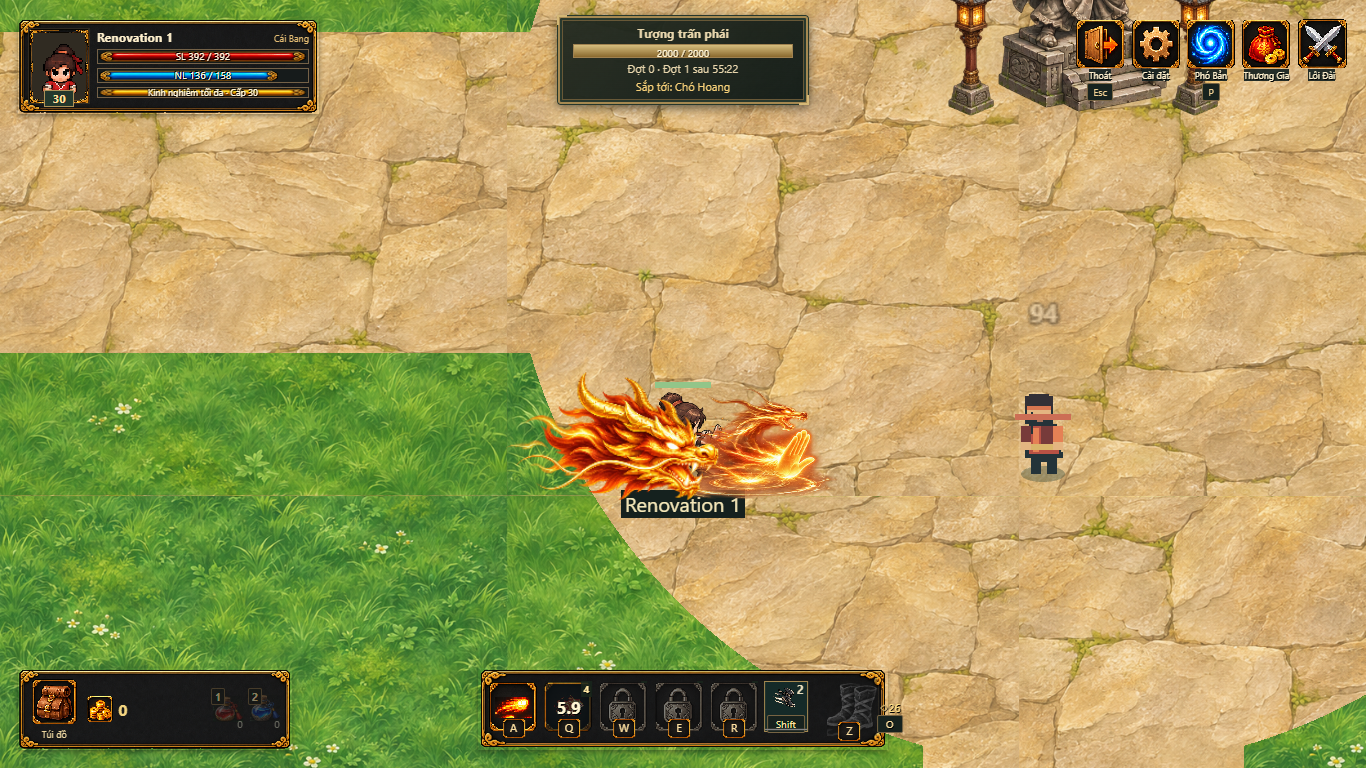 Renovation 1
Cái Bang
SL 392 / 392
NL 136 / 158
Kinh nghiệm tối đa - Cấp 30
30
Tượng trấn phái
2000 / 2000
Đợt 0 · Đợt 1 sau 55:22
Sắp tới: Chó Hoang
Thoát
Cài đặt
Phó Bản
Thương Gia
Lôi Đài
Esc
P
94
Renovation 1
Túi đồ
0
1
0
2
0
A
5.9
4
Q
W
E
R
2
Shift
Z
26
O